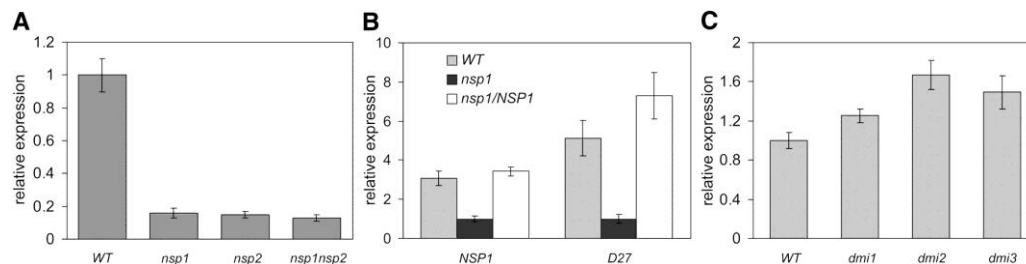 A
relative expression
1.2
1
0.8
0.6
0.4
0.2
0
WT nsp1 nsp2 nsp1nsp2
B
relative expression
10
8
6
4
2
0
WT
nsp1
nsp1/NSP1
NSP1 D27
C
relative expression
2
1.6
1.2
0.8
0.4
0
WT dmi1 dmi2 dmi3